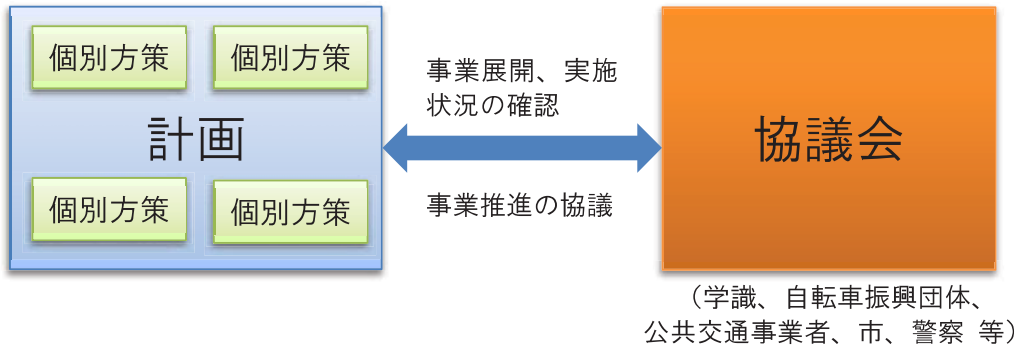 個別方策
個別方策
計画
個別方策
個別方策
事業展開、実施
状況の確認
事業推進の協議
協議会
（学識、自転車振興団体、
公共交通事業者、市、警察 等）